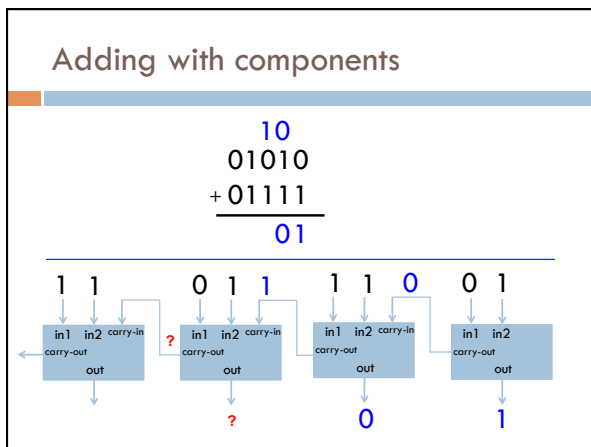 Adding with components
10
01010
+ 01111
01
1 1 0 1 1 1 1 0 0 1
in1 in2 carry-in in1 in2 carry-in in1 in2 carry-in in1 in2
? carry-out carry-out carry-out carry-out
out out out out
? 0 1